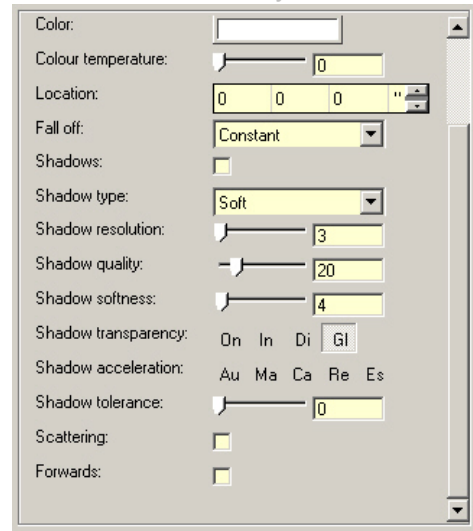 Color:
Colour temperature: 0
Location: 0 0 0 "
Fall off: Constant
Shadows:
Shadow type: Soft
Shadow resolution: 3
Shadow quality: 20
Shadow softness: 4
Shadow transparency: On In Di Gl
Shadow acceleration: Au Ma Ca Re Es
Shadow tolerance: 0
Scattering:
Forwards: